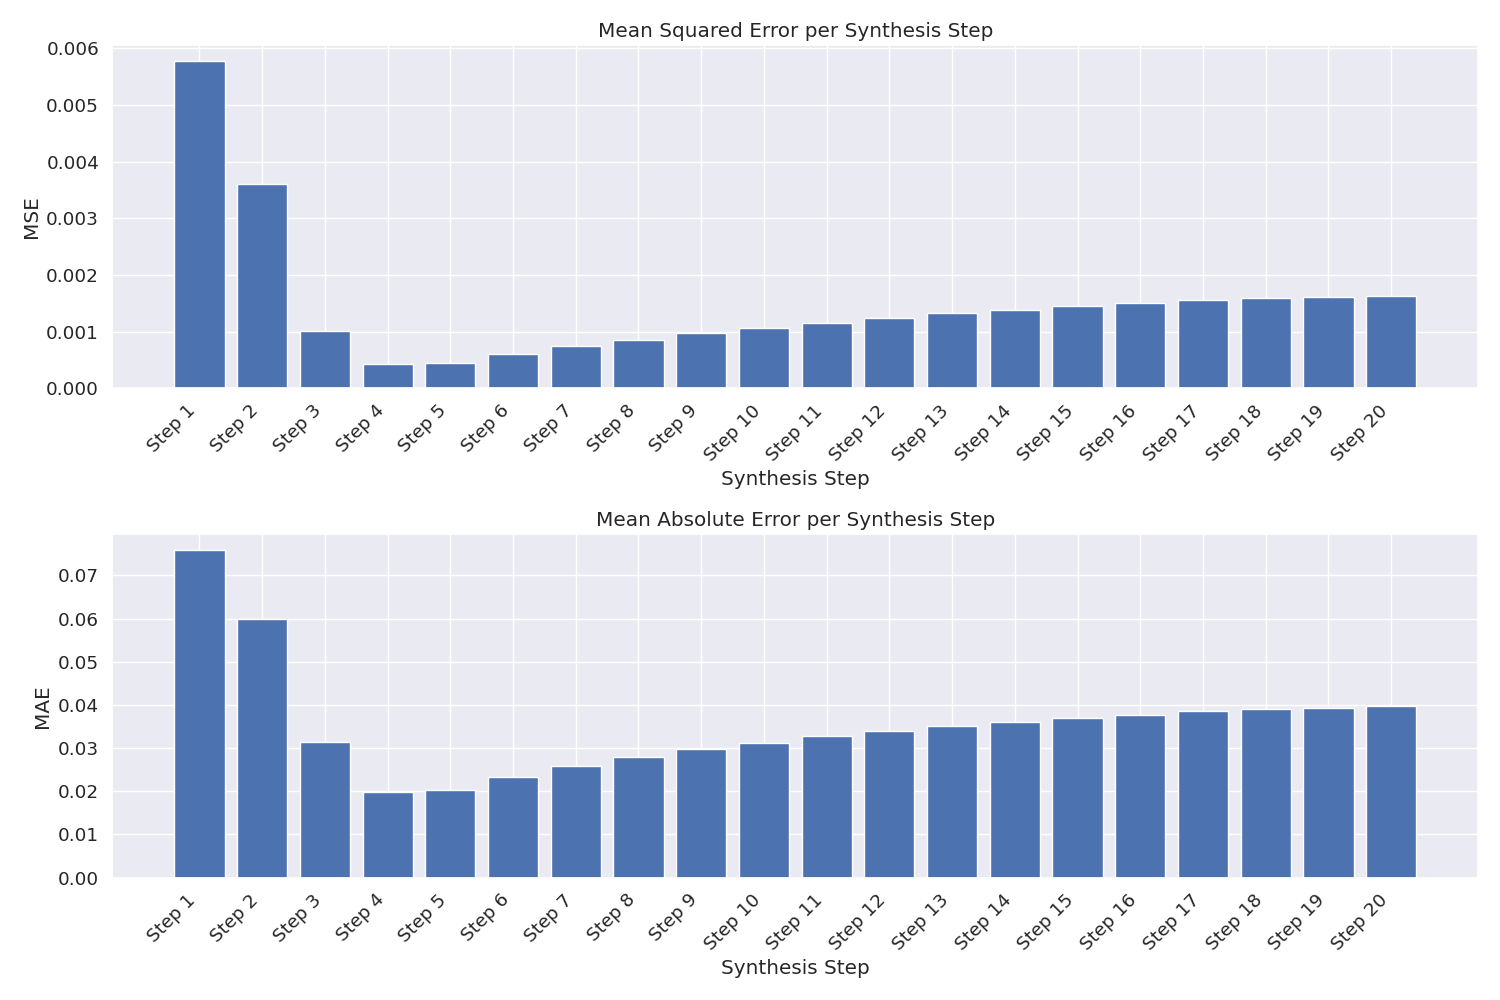 Mean Squared Error per Synthesis Step
0.006
0.005
0.004
0.003
0.002
0.001
0.000
MSE
Step 1
Step 2
Step 3
Step 4
Step 5
Step 6
Step 7
Step 8
Step 9
Step 10
Step 11
Step 12
Step 13
Step 14
Step 15
Step 16
Step 17
Step 18
Step 19
Step 20
Synthesis Step
Mean Absolute Error per Synthesis Step
0.07
0.06
0.05
0.04
0.03
0.02
0.01
0.00
MAE
Step 1
Step 2
Step 3
Step 4
Step 5
Step 6
Step 7
Step 8
Step 9
Step 10
Step 11
Step 12
Step 13
Step 14
Step 15
Step 16
Step 17
Step 18
Step 19
Step 20
Synthesis Step